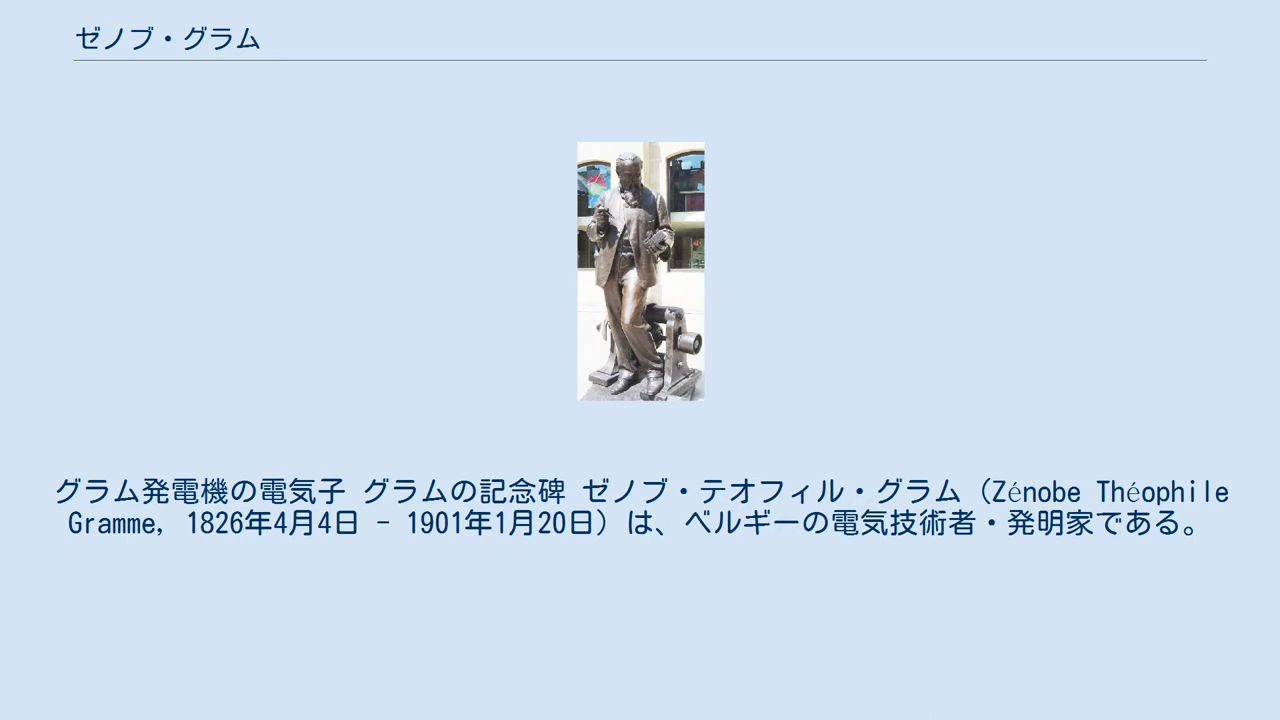 ゼノブ・グラム
グラム発電機の電気子 グラムの記念碑 ゼノブ・テオフィル・グラム（Zénobe Théophile
Gramme, 1826年4月4日 - 1901年1月20日）は、ベルギーの電気技術者・発明家である。